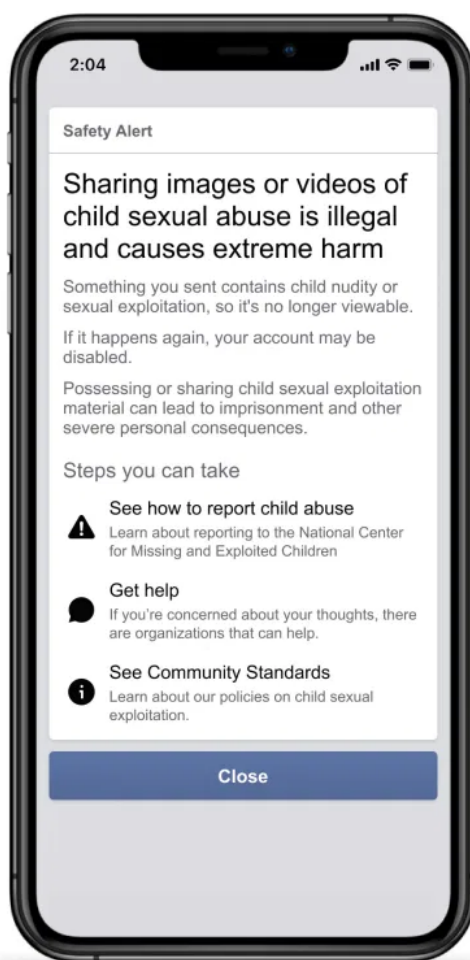 2:04
Safety Alert
Sharing images or videos of
child sexual abuse is illegal
and causes extreme harm
Something you sent contains child nudity or
sexual exploitation, so it's no longer viewable.
If it happens again, your account may be
disabled.
Possessing or sharing child sexual exploitation
material can lead to imprisonment and other
severe personal consequences.
Steps you can take
See how to report child abuse
Learn about reporting to the National Center
for Missing and Exploited Children
Get help
If you're concerned about your thoughts, there
are organizations that can help.
See Community Standards
Learn about our policies on child sexual
exploitation.
Close